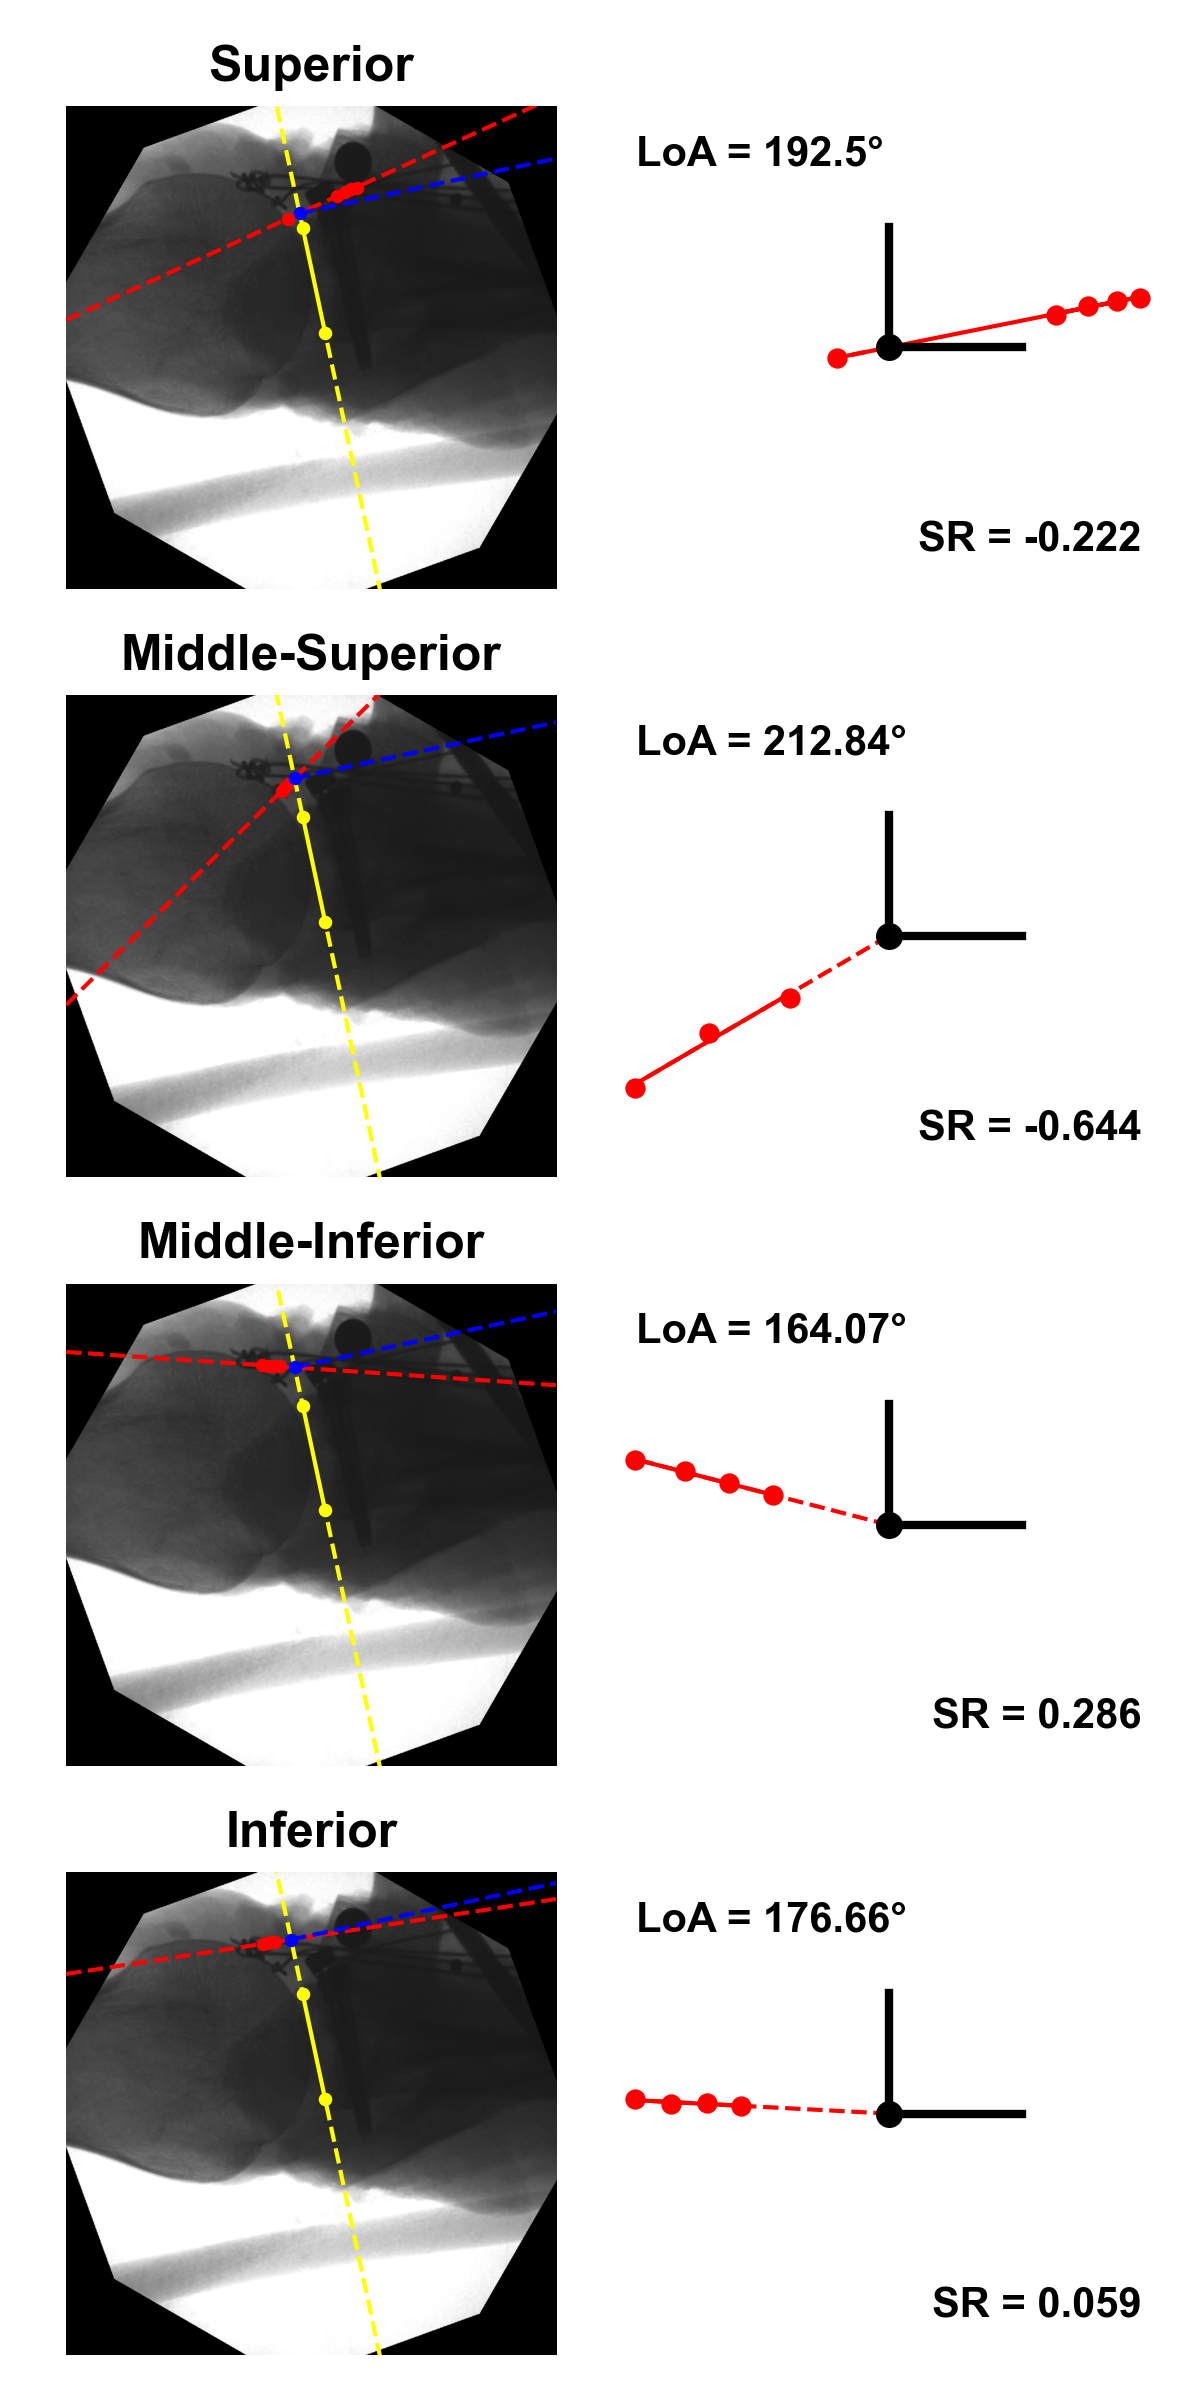 Superior
LoA = 192.5°
SR = -0.222
Middle-Superior
LoA = 212.84°
SR = -0.644
Middle-Inferior
LoA = 164.07°
SR = 0.286
Inferior
LoA = 176.66°
SR = 0.059